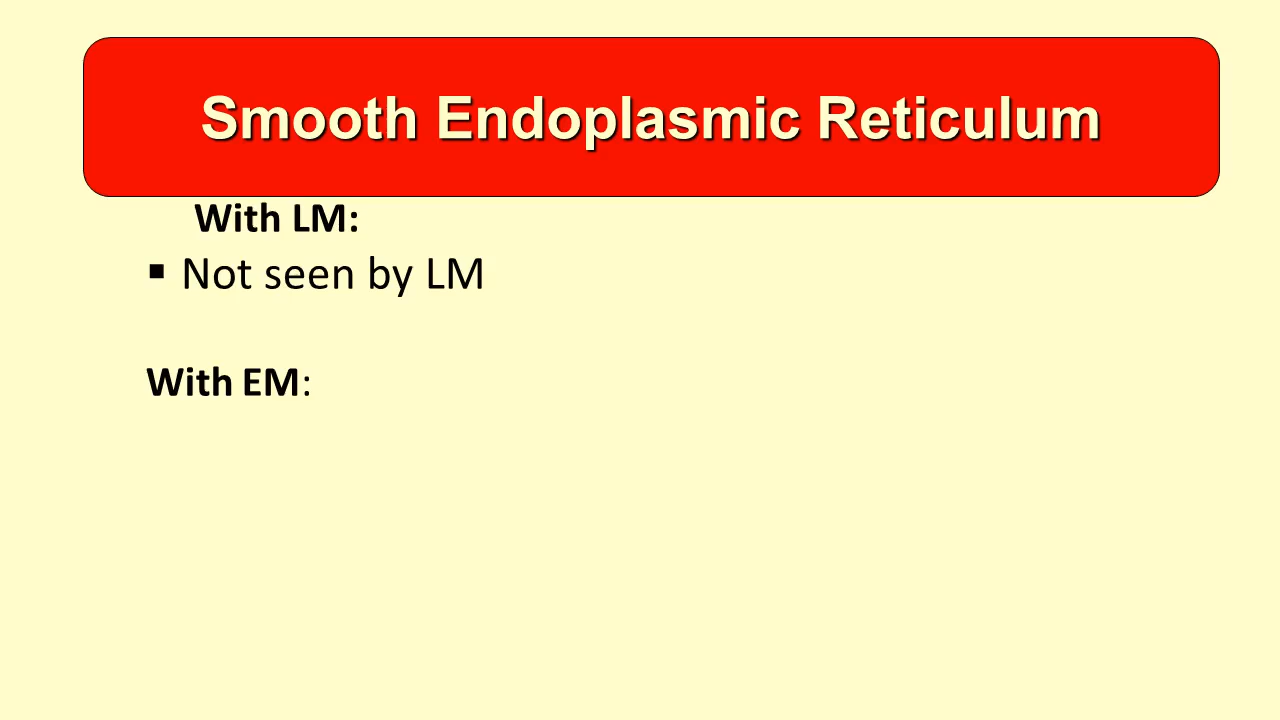 Smooth Endoplasmic Reticulum
With LM:
▪ Not seen by LM
With EM: